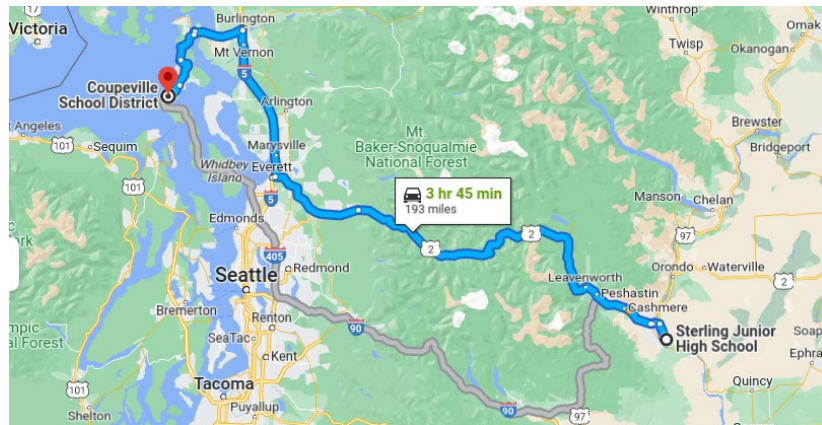 Winthrop
Victoria
Burlington
Omak
Twisp
Mt Vernon
Okanogan
Coupeville
School District
5
Arlington
Mt.
Baker-Snoqualmie
National Forest
Brewster
Angeles
101
Sequim
Marysville
Bridgeport
101
Whidbey
Island
Everett
3 hr 45 min
193 miles
Manson
Chelan
5
97
Edmonds
2
2
405
Redmond
Orondo
Waterville
2
Seattle
Leavenworth
Peshastin
Cashmere
Bremerton
Renton
90
Sterling Junior
High School
Soap
SeaTac
Forest
Kent
Ephra
101
Tacoma
Quincy
Puyallup
90
97
Shelton